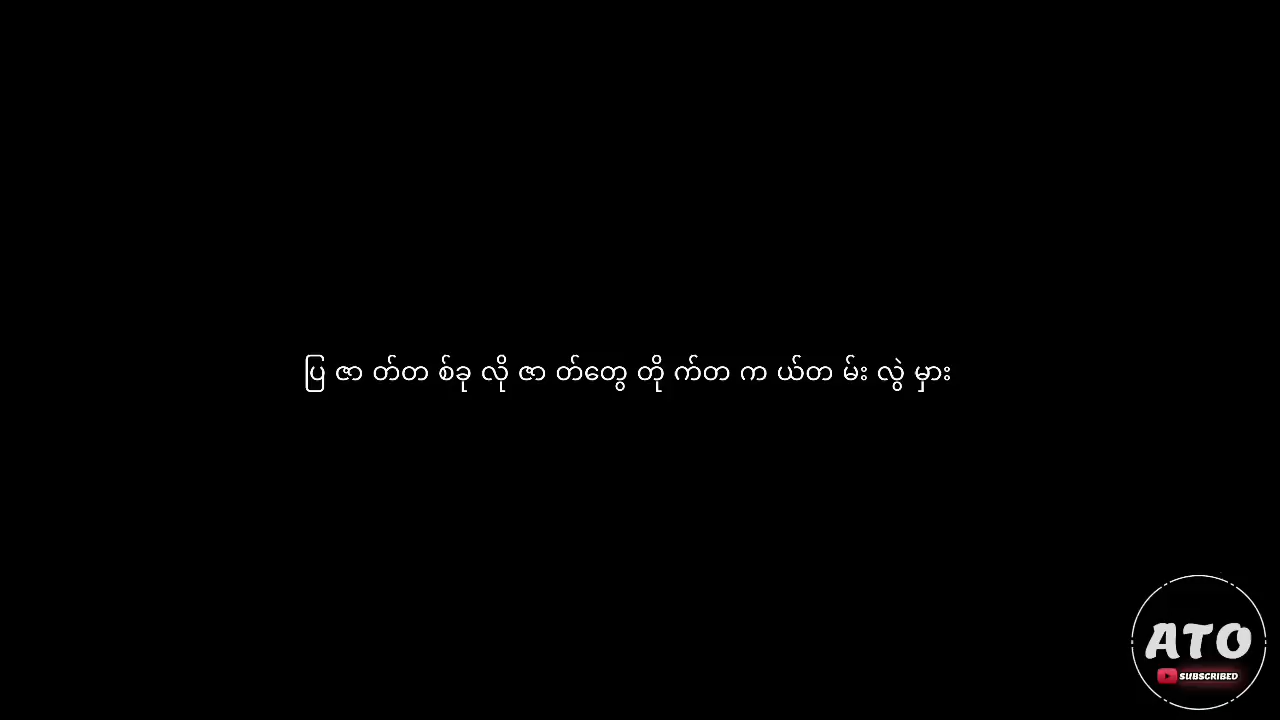 ပြ ဇာ တ်တ စ်ခု လို ဇာ တ်တွေ တို က်တ က ယ်တ မ်း လွဲ မှား
ATO
SUBSCRIBED